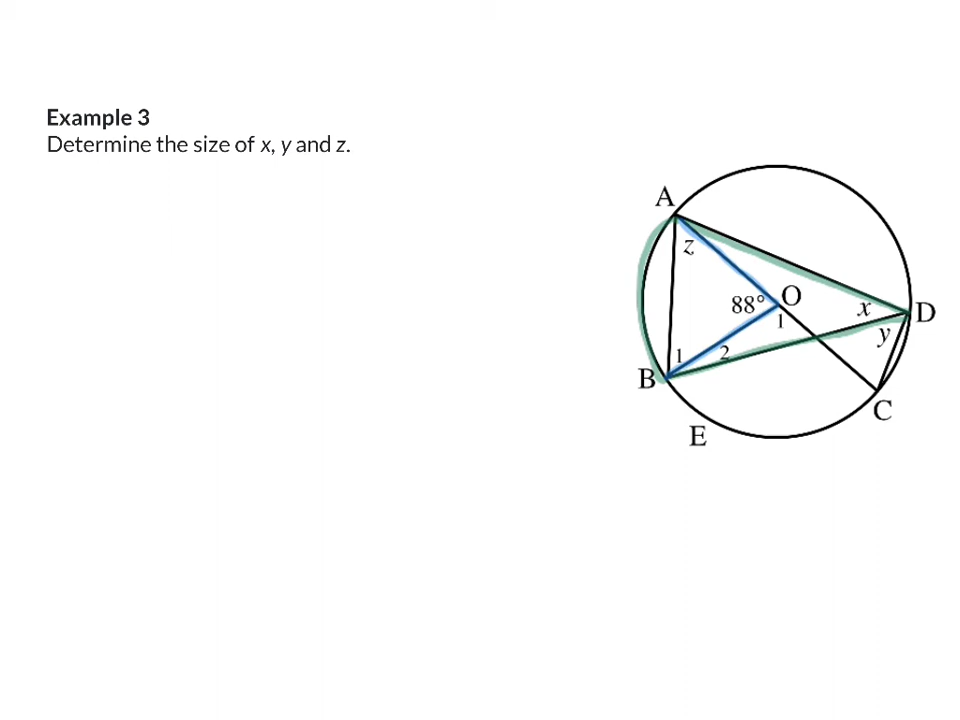 Example 3
Determine the size of x, y and z.
A
z
88°
O
1
x
D
y
1
2
B
C
E